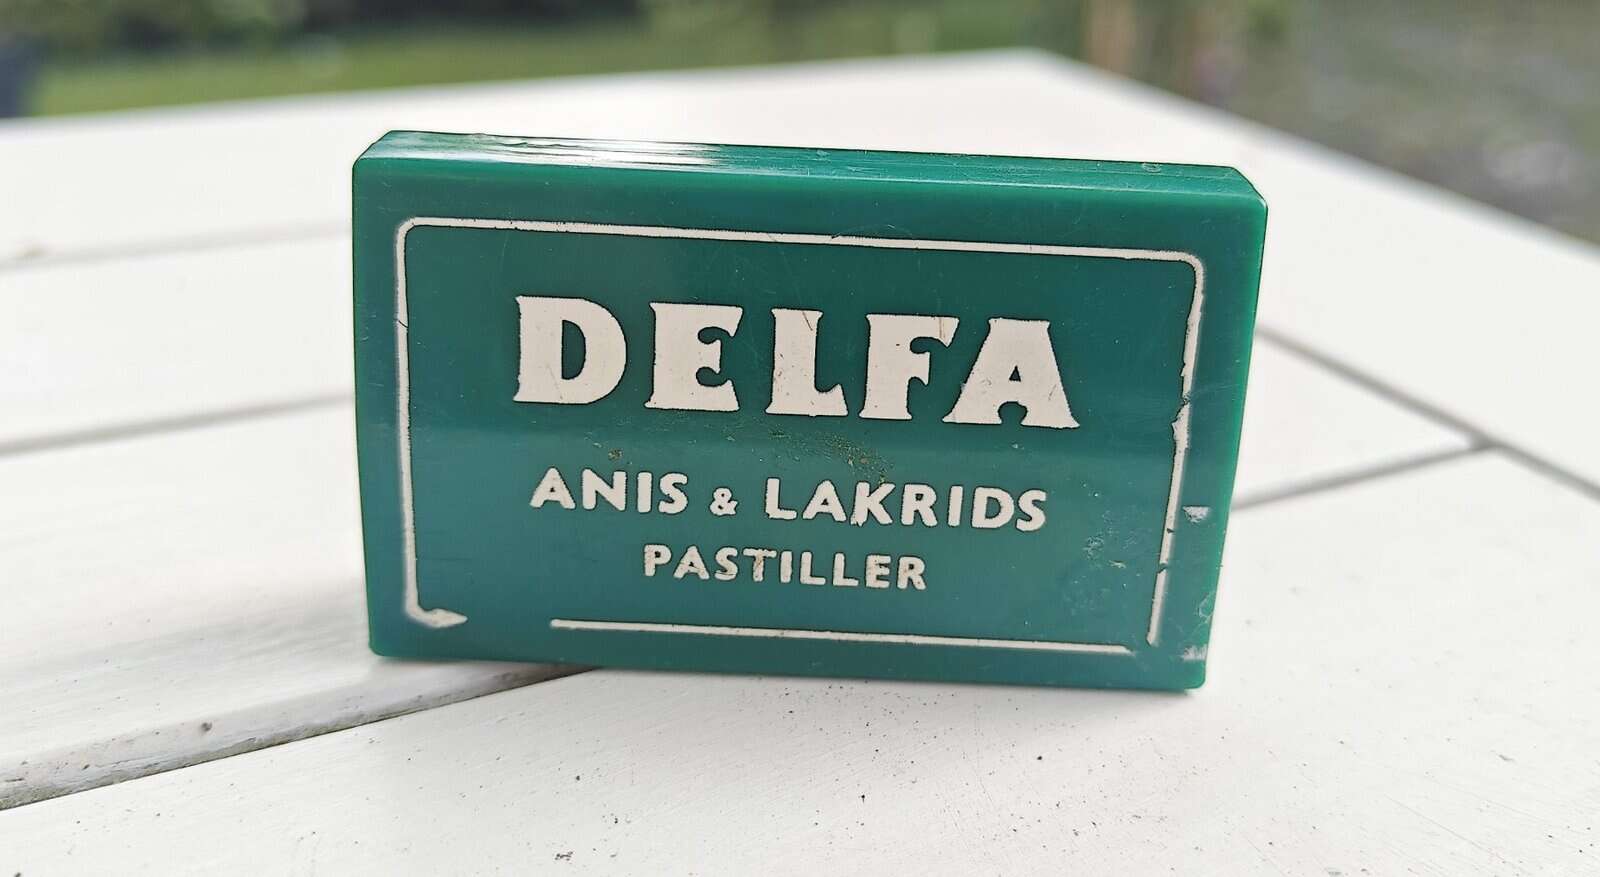 DELFA
ANIS & LAKRIDS
PASTILLER